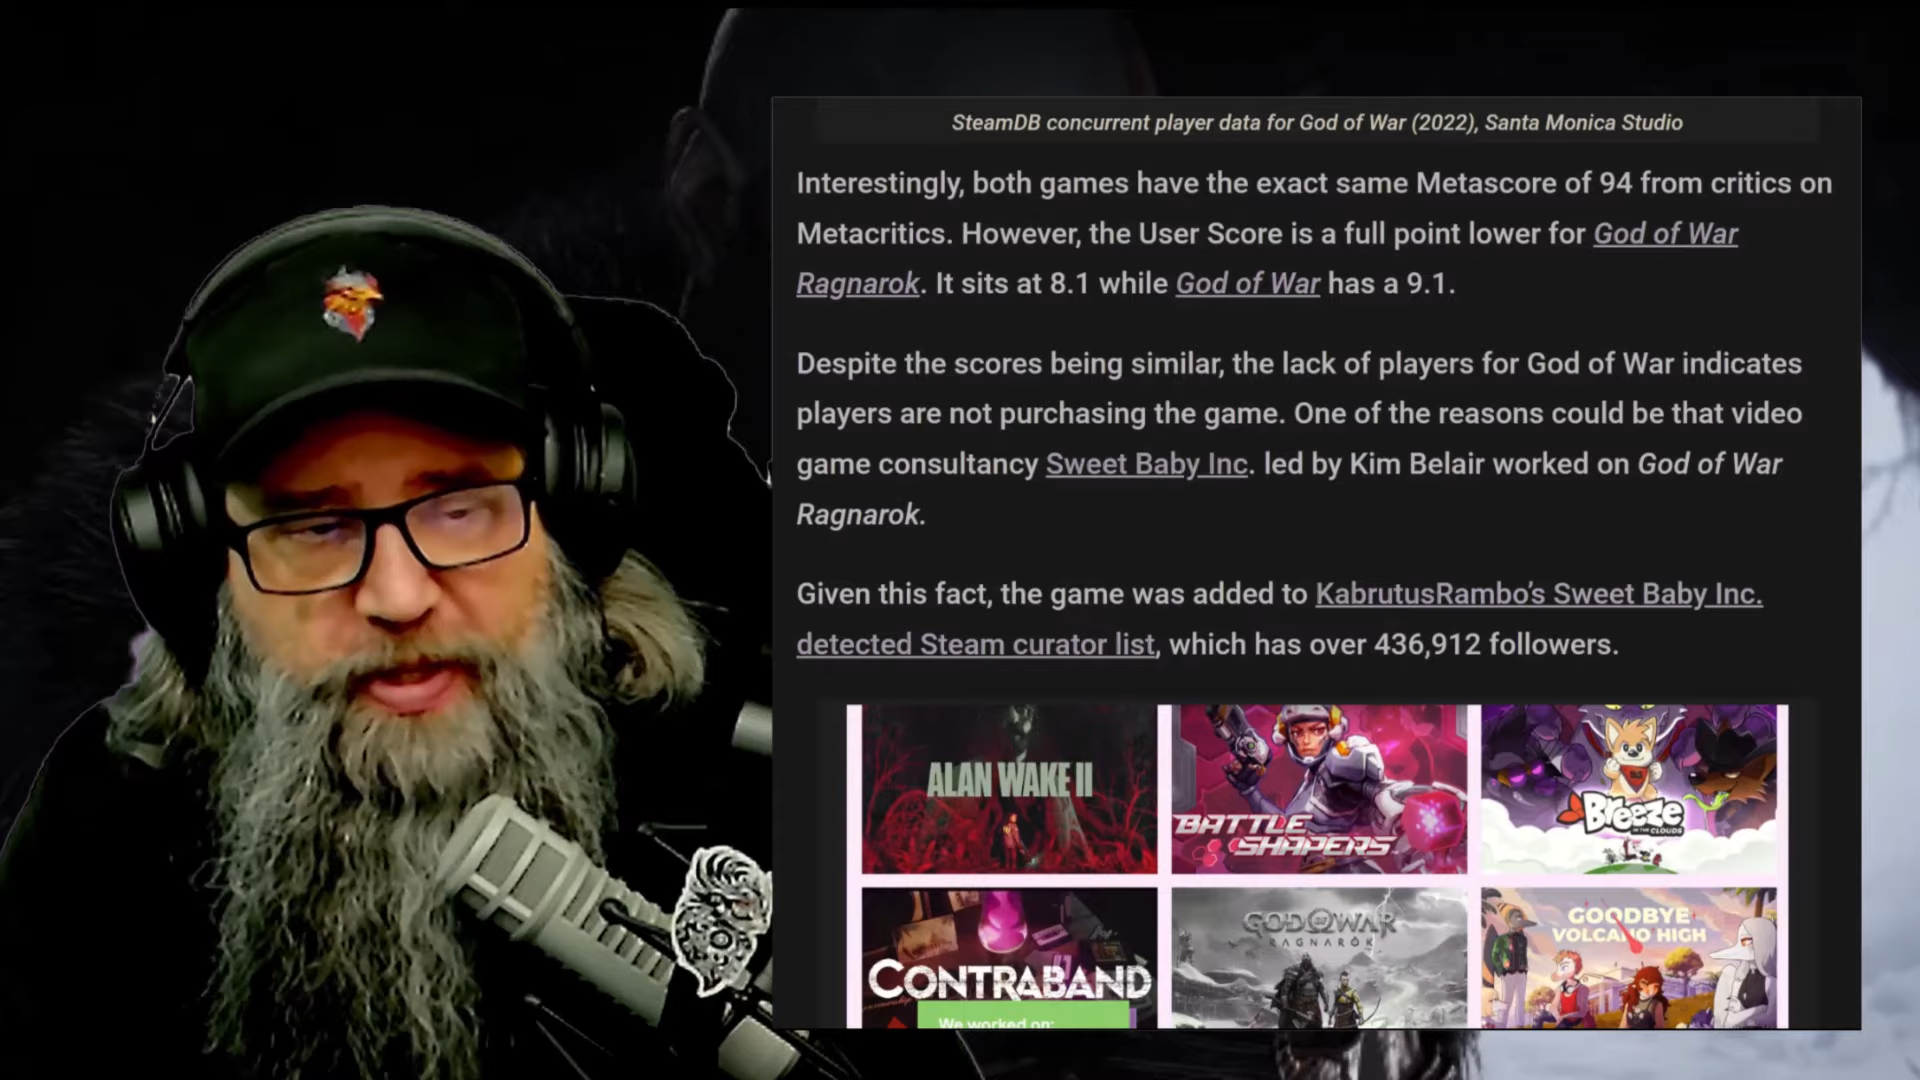 SteamDB concurrent player data for God of War (2022), Santa Monica Studio
Interestingly, both games have the exact same Metascore of 94 from critics on
Metacritics. However, the User Score is a full point lower for God of War
Ragnarok. It sits at 8.1 while God of War has a 9.1.
Despite the scores being similar, the lack of players for God of War indicates
players are not purchasing the game. One of the reasons could be that video
game consultancy Sweet Baby Inc. led by Kim Belair worked on God of War
Ragnarok.
Given this fact, the game was added to KabrutusRambo’s Sweet Baby Inc.
detected Steam curator list, which has over 436,912 followers.
ALAN WAKE II
BATTLE
SHAPERS
BREEZE
IN THE CLOUDS
CONTRABAND
We worked on:
GOD OF WAR
RAGNARÖK
GOODBYE
VOLCANO HIGH